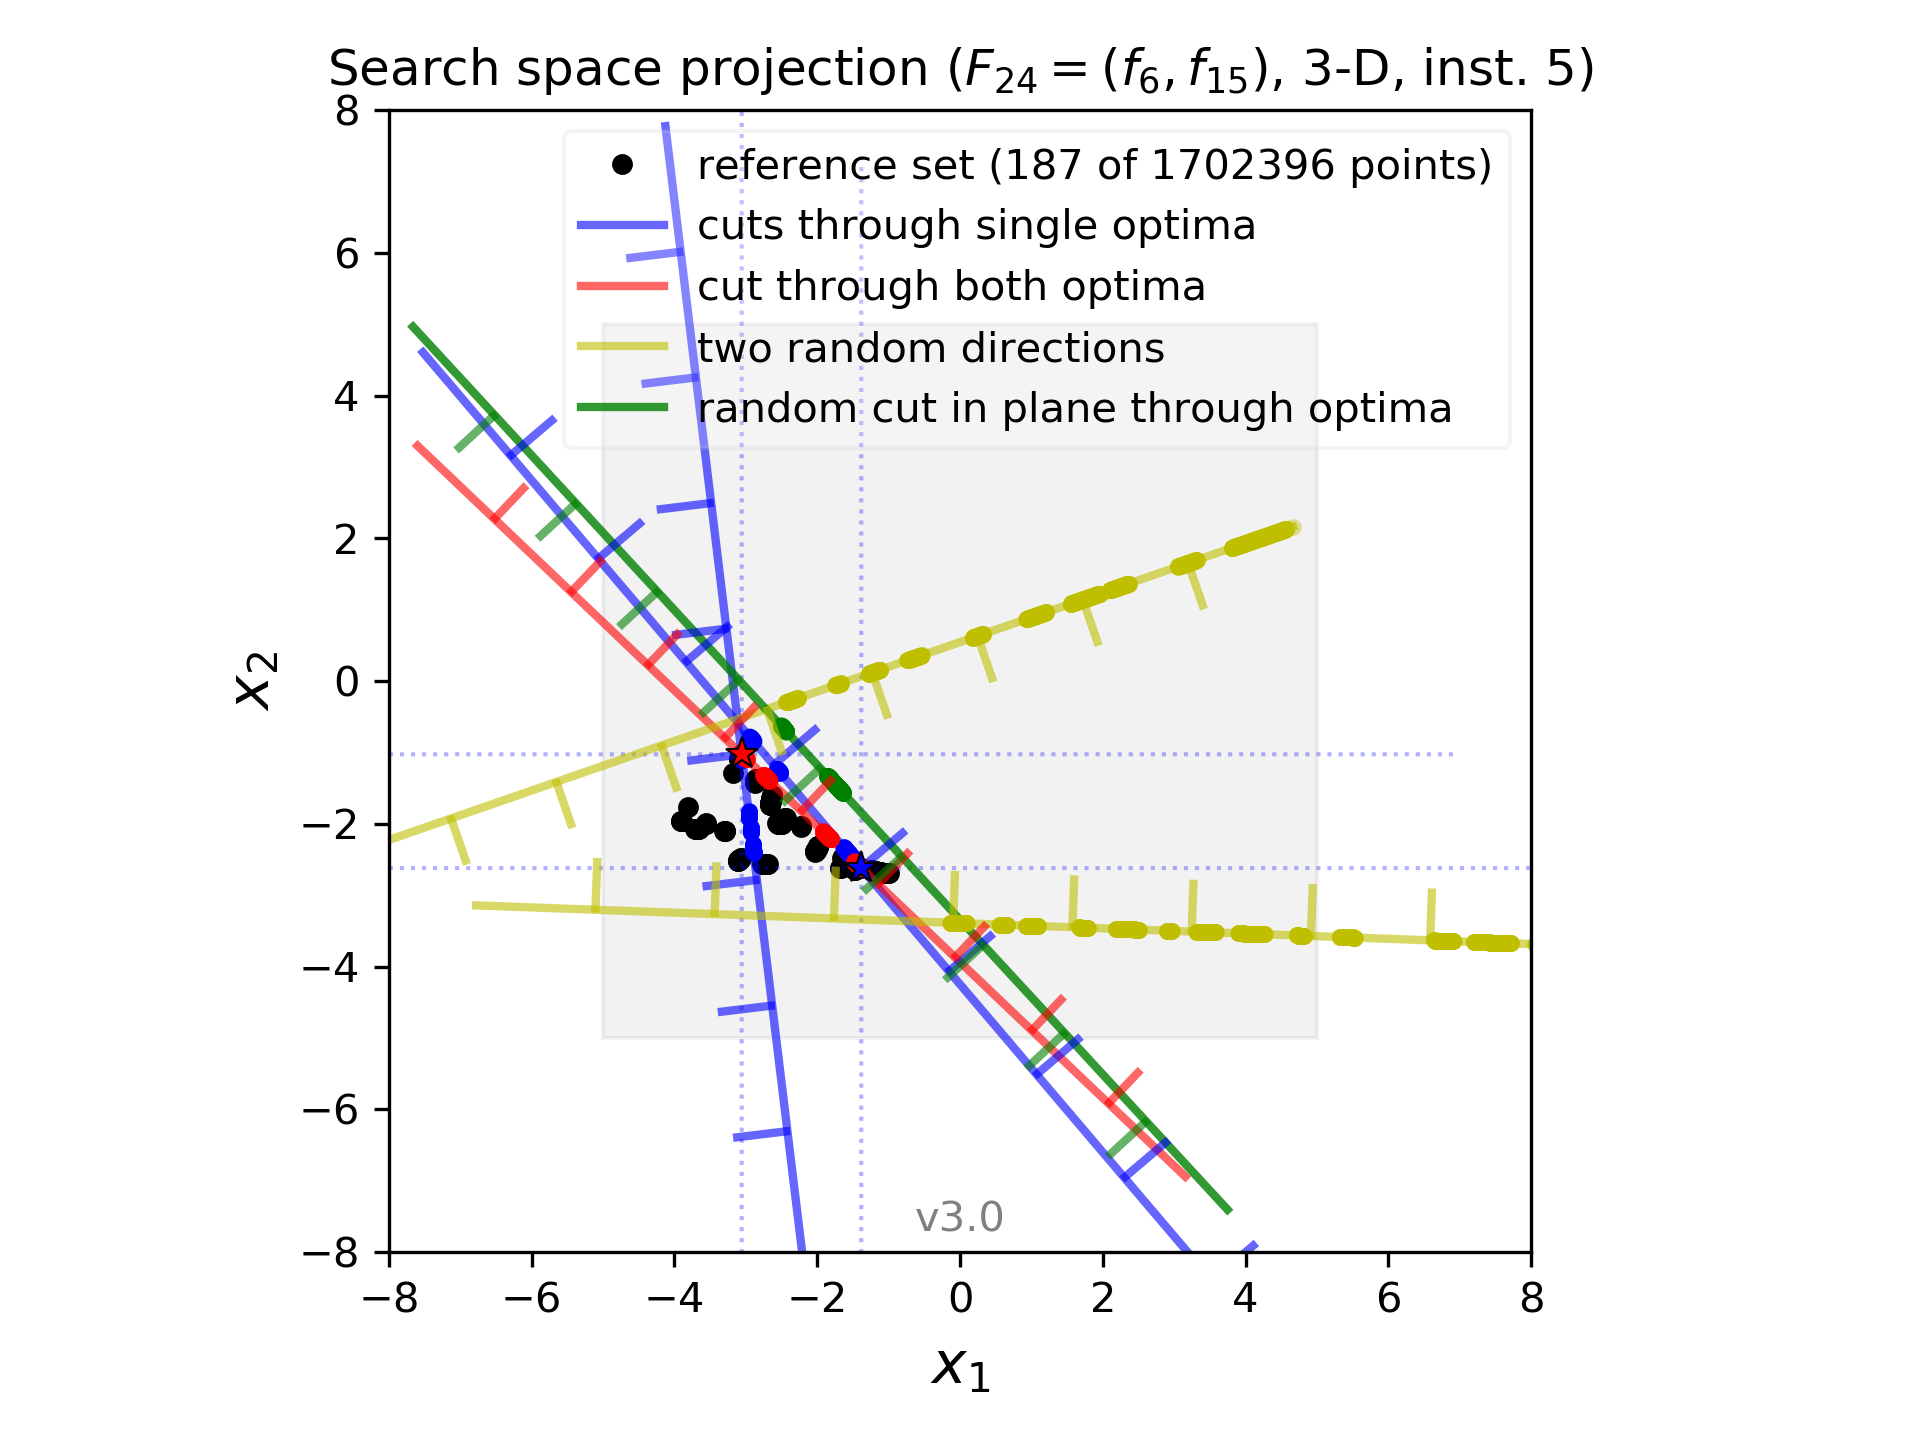 Search space projection (F₂₄ = (f₆, f₁₅), 3-D, inst. 5)
reference set (187 of 1702396 points)
cuts through single optima
cut through both optima
two random directions
random cut in plane through optima
8
6
4
2
0
−2
−4
−6
−8
x₂
v3.0
−8 −6 −4 −2 0 2 4 6 8
x₁